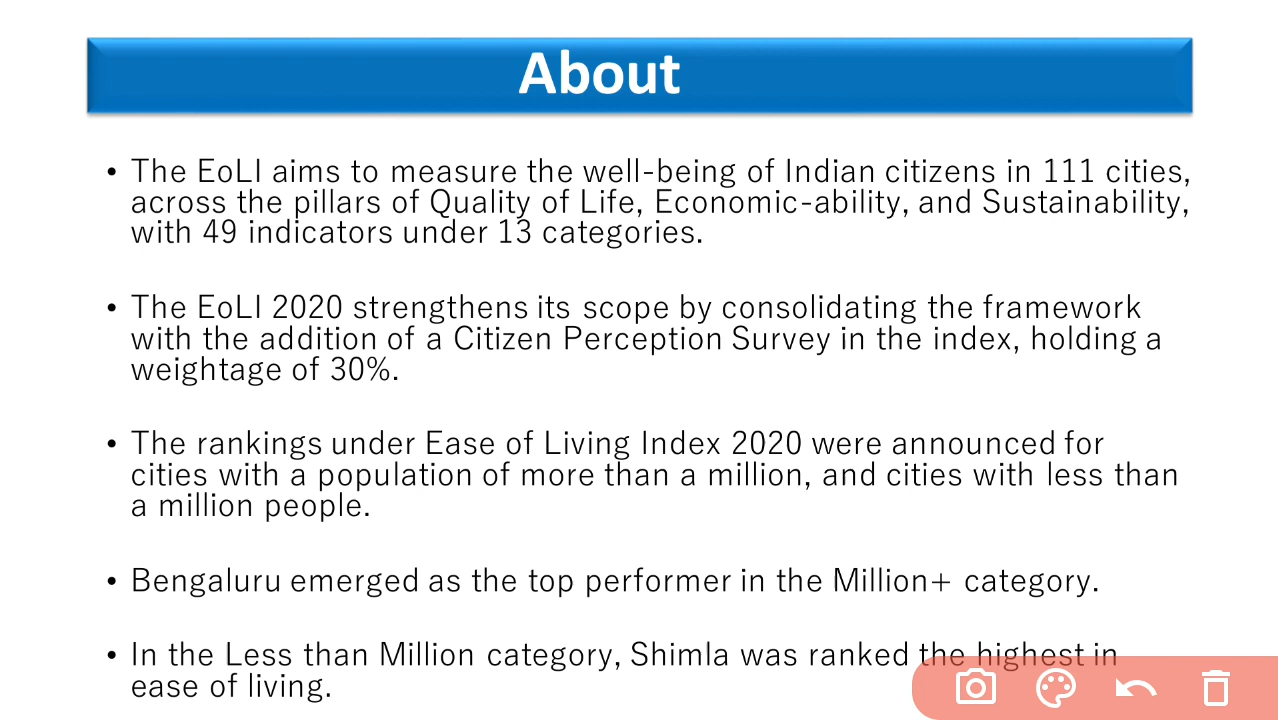 About
• The EoLI aims to measure the well-being of Indian citizens in 111 cities,
across the pillars of Quality of Life, Economic-ability, and Sustainability,
with 49 indicators under 13 categories.
• The EoLI 2020 strengthens its scope by consolidating the framework
with the addition of a Citizen Perception Survey in the index, holding a
weightage of 30%.
• The rankings under Ease of Living Index 2020 were announced for
cities with a population of more than a million, and cities with less than
a million people.
• Bengaluru emerged as the top performer in the Million+ category.
• In the Less than Million category, Shimla was ranked the highest in
ease of living.